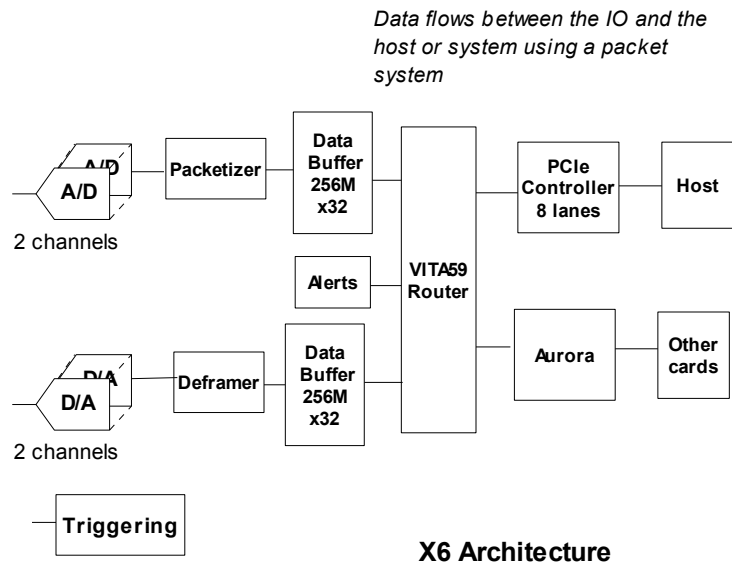 Data flows between the IO and the
host or system using a packet
system
A/D
A/D
2 channels
Packetizer
Data
Buffer
256M
x32
Alerts
VITA59
Router
PCIe
Controller
8 lanes
Host
D/A
D/A
2 channels
Deframer
Data
Buffer
256M
x32
Aurora
Other
cards
Triggering
X6 Architecture